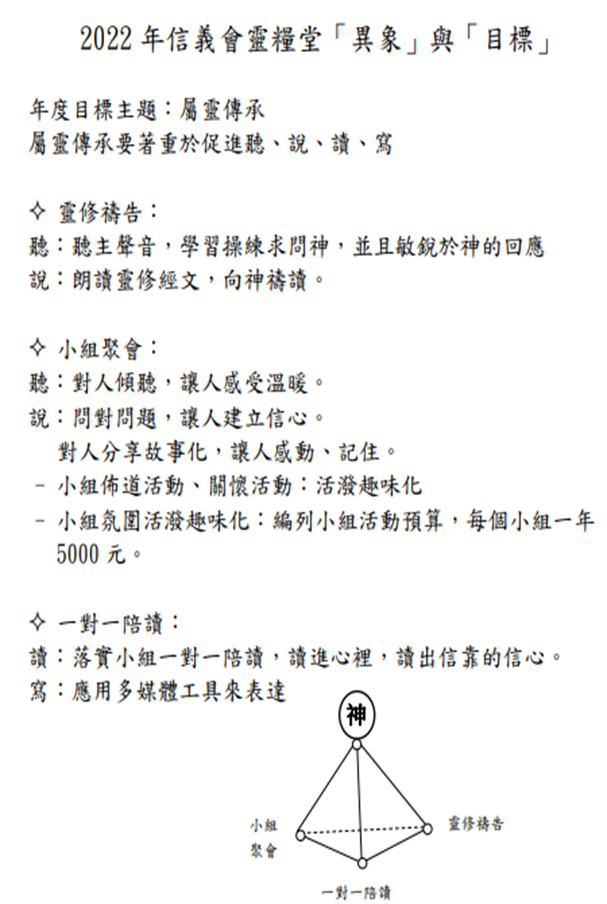 2022 年信義會靈糧堂「異象」與「目標」
年度目標主題：屬靈傳承
屬靈傳承要著重於促進聽、說、讀、寫
✧ 靈修禱告：
聽：聽主聲音，學習操練求問神，並且敏銳於神的回應
說：朗讀靈修經文，向神禱讀。
✧ 小組聚會：
聽：對人傾聽，讓人感受溫暖。
說：問對問題，讓人建立信心。
對人分享故事化，讓人感動、記住。
- 小組佈道活動、關懷活動：活潑趣味化
- 小組氛圍活潑趣味化：編列小組活動預算，每個小組一年
5000 元。
✧ 一對一陪讀：
讀：落實小組一對一陪讀，讀進心裡，讀出信靠的信心。
寫：應用多媒體工具來表達
神
小組
聚會
靈修禱告
一對一陪讀